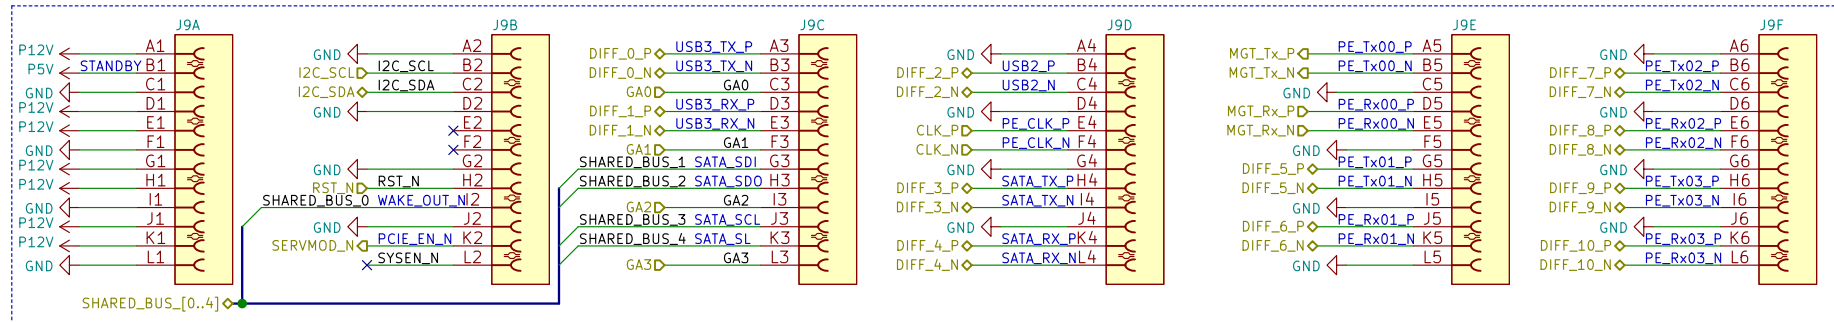 J9A J9B J9C J9D J9E J9F
P12V A1 GND A2 DIFF_0_P USB3_TX_P A3 GND A4 MGT_Tx_P PE_Tx00_P A5 GND A6
P5V STANDBY B1 I2C_SCL I2C_SCL B2 DIFF_0_N USB3_TX_N B3 DIFF_2_P USB2_P B4 MGT_Tx_N PE_Tx00_N B5 DIFF_7_P PE_Tx02_P B6
GND C1 I2C_SDA I2C_SDA C2 GA0 GA0 C3 DIFF_2_N USB2_N C4 GND C5 DIFF_7_N PE_Tx02_N C6
P12V D1 GND D2 DIFF_1_P USB3_RX_P D3 GND D4 MGT_Rx_P PE_Rx00_P D5 GND D6
P12V E1 E2 DIFF_1_N USB3_RX_N E3 CLK_P PE_CLK_P E4 MGT_Rx_N PE_Rx00_N E5 DIFF_8_P PE_Rx02_P E6
GND F1 F2 GA1 GA1 F3 CLK_N PE_CLK_N F4 GND F5 DIFF_8_N PE_Rx02_N F6
P12V G1 GND G2 SHARED_BUS_1 SATA_SDI G3 GND G4 DIFF_5_P PE_Tx01_P G5 GND G6
P12V H1 RST_N RST_N H2 SHARED_BUS_2 SATA_SDO H3 DIFF_3_P SATA_TX_P H4 DIFF_5_N PE_Tx01_N H5 DIFF_9_P PE_Tx03_P H6
GND I1 SHARED_BUS_0 WAKE_OUT_N I2 GA2 GA2 I3 DIFF_3_N SATA_TX_N I4 GND I5 DIFF_9_N PE_Tx03_N I6
P12V J1 GND J2 SHARED_BUS_3 SATA_SCL J3 GND J4 DIFF_6_P PE_Rx01_P J5 GND J6
P12V K1 SERVMOD_N PCIE_EN_N K2 SHARED_BUS_4 SATA_SL K3 DIFF_4_P SATA_RX_P K4 DIFF_6_N PE_Rx01_N K5 DIFF_10_P PE_Rx03_P K6
GND L1 SYSEN_N L2 GA3 GA3 L3 DIFF_4_N SATA_RX_N L4 GND L5 DIFF_10_N PE_Rx03_N L6
SHARED_BUS_[0..4]